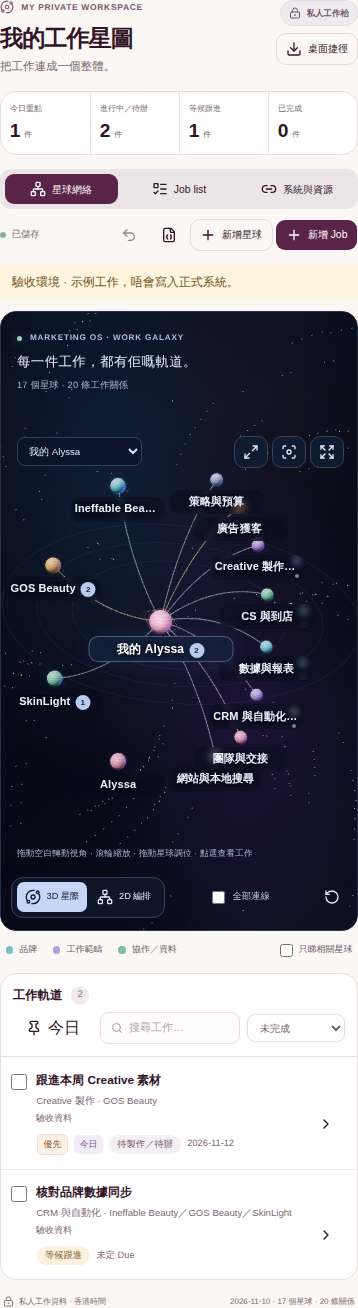 MY PRIVATE WORKSPACE
私人工作枱
我的工作星圖
桌面捷徑
把工作連成一個整體。
今日重點
1 件
進行中／待辦
2 件
等候跟進
1 件
已完成
0 件
星球網絡
Job list
系統與資源
已儲存
新增星球
新增 Job
驗收環境 · 示例工作，唔會寫入正式系統。
MARKETING OS · WORK GALAXY
每一件工作，都有佢嘅軌道。
17 個星球 · 20 條工作關係
我的 Alyssa
Ineffable Bea…
策略與預算
廣告獲客
Creative 製作…
GOS Beauty 2
CS 與到店
我的 Alyssa 2
數據與報表
SkinLight 1
CRM 與自動化…
團隊與交接
Alyssa
網站與本地搜尋
拖動空白轉動視角 · 滾輪縮放 · 拖動星球調位 · 點選查看工作
3D 星際
2D 編排
全部連線
品牌
工作範疇
協作／資料
只睇相關星球
工作軌道 2
今日
搜尋工作…
未完成
跟進本周 Creative 素材
Creative 製作 · GOS Beauty
驗收資料
優先
今日
待製作／待辦
2026-11-12
核對品牌數據同步
CRM 與自動化 · Ineffable Beauty／GOS Beauty／SkinLight
驗收資料
等候跟進
未定 Due
私人工作資料 · 香港時間
2026-11-10 · 17 個星球 · 20 條關係